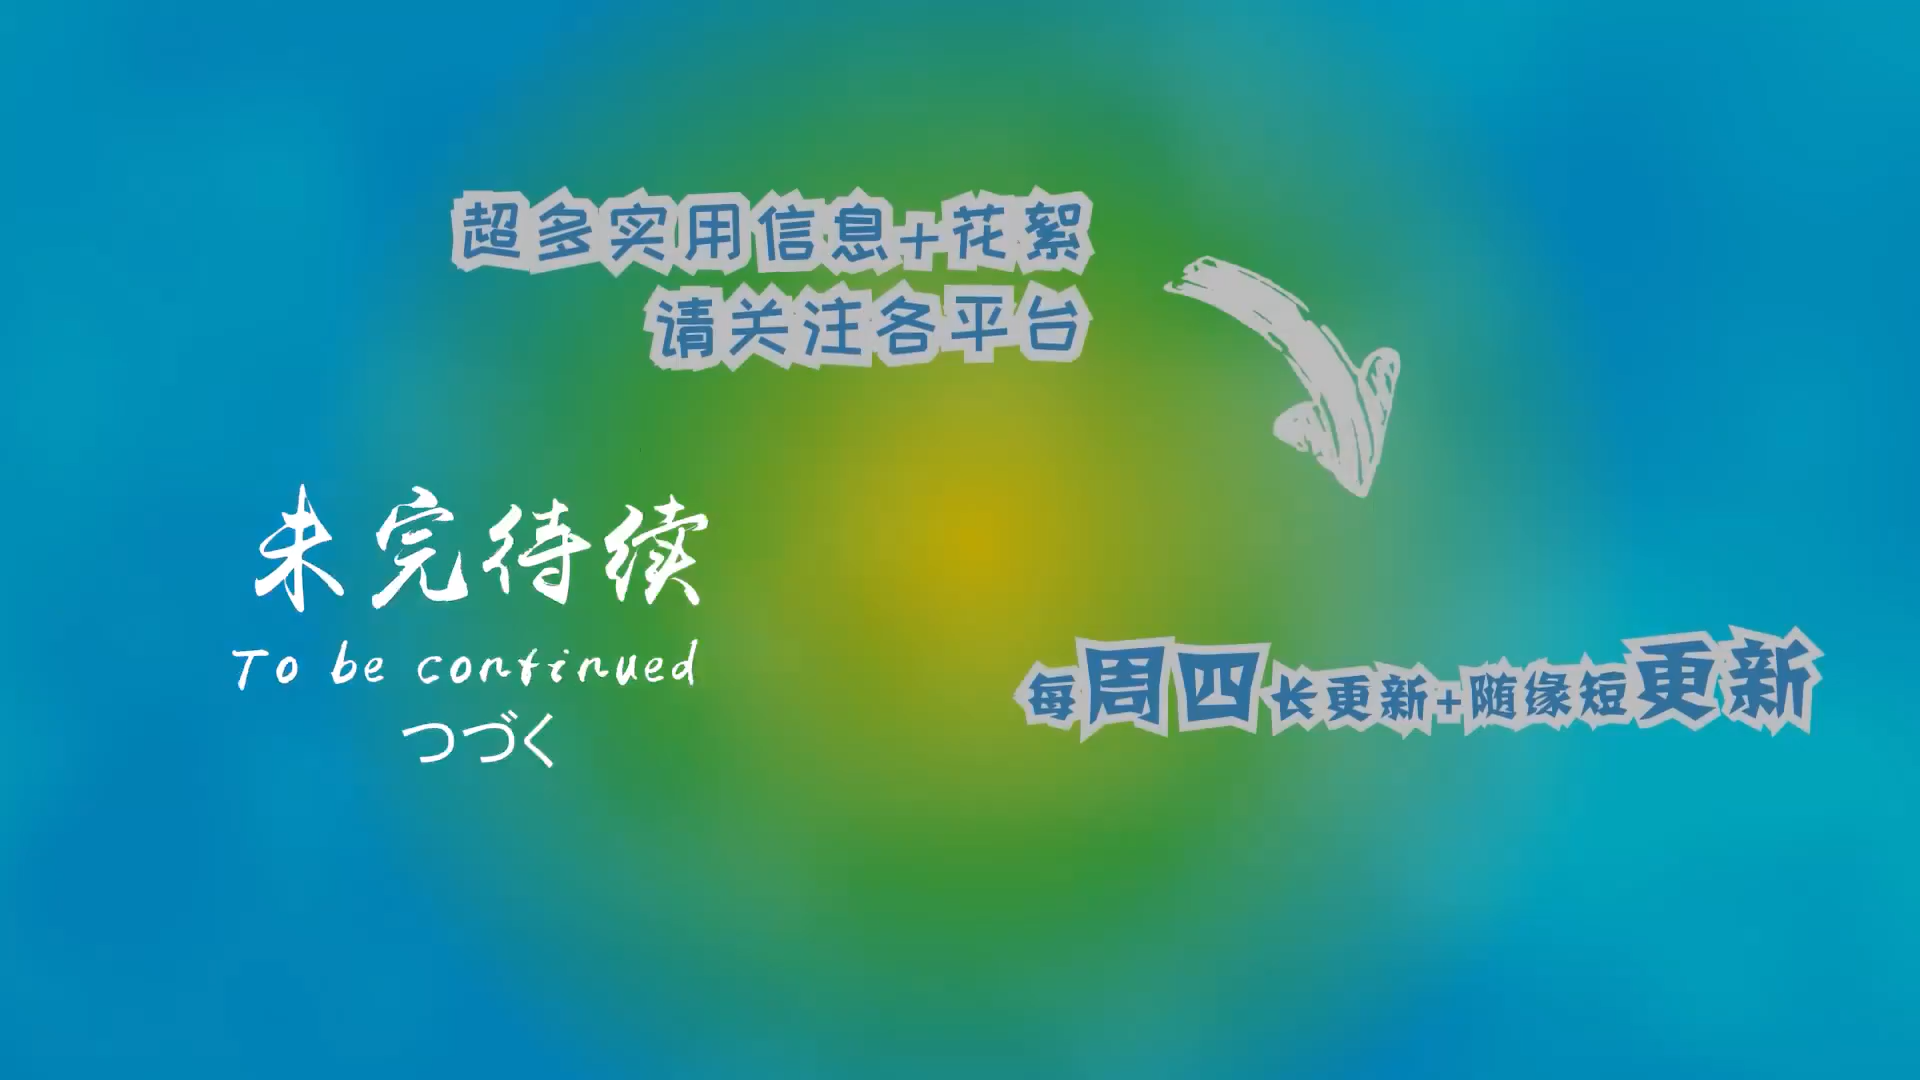 超多实用信息+花絮
请关注各平台
未完待续
To be continued
つづく
每周四长更新+随缘短更新